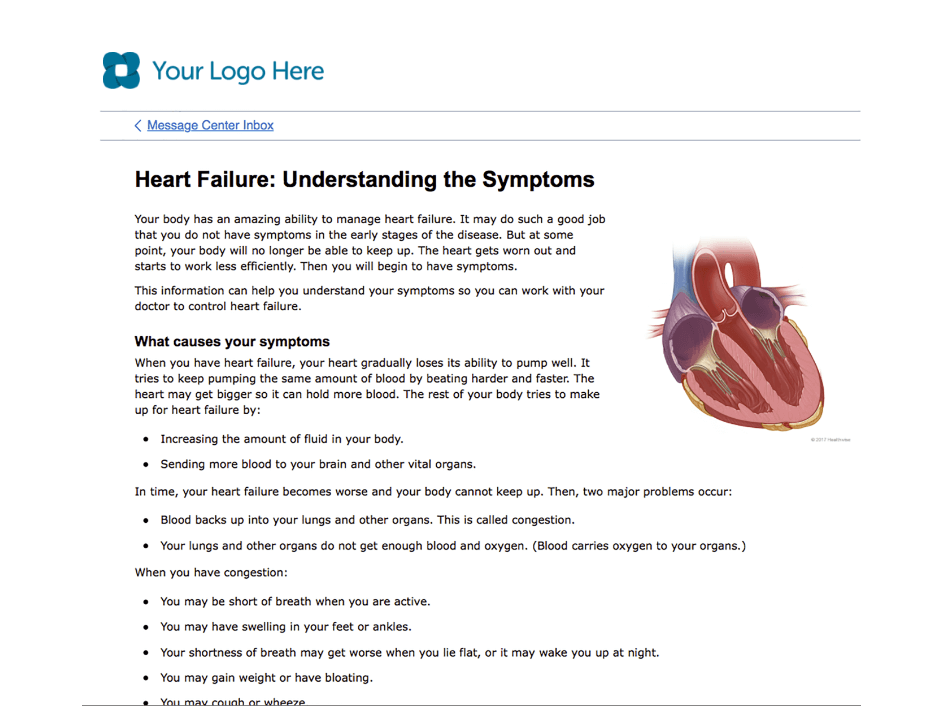 Your Logo Here
Message Center Inbox
Heart Failure: Understanding the Symptoms
Your body has an amazing ability to manage heart failure. It may do such a good job
that you do not have symptoms in the early stages of the disease. But at some
point, your body will no longer be able to keep up. The heart gets worn out and
starts to work less efficiently. Then you will begin to have symptoms.
This information can help you understand your symptoms so you can work with your
doctor to control heart failure.
What causes your symptoms
When you have heart failure, your heart gradually loses its ability to pump well. It
tries to keep pumping the same amount of blood by beating harder and faster. The
heart may get bigger so it can hold more blood. The rest of your body tries to make
up for heart failure by:
• Increasing the amount of fluid in your body.
• Sending more blood to your brain and other vital organs.
© 2017 Healthwise
In time, your heart failure becomes worse and your body cannot keep up. Then, two major problems occur:
• Blood backs up into your lungs and other organs. This is called congestion.
• Your lungs and other organs do not get enough blood and oxygen. (Blood carries oxygen to your organs.)
When you have congestion:
• You may be short of breath when you are active.
• You may have swelling in your feet or ankles.
• Your shortness of breath may get worse when you lie flat, or it may wake you up at night.
• You may gain weight or have bloating.
• You may cough or wheeze